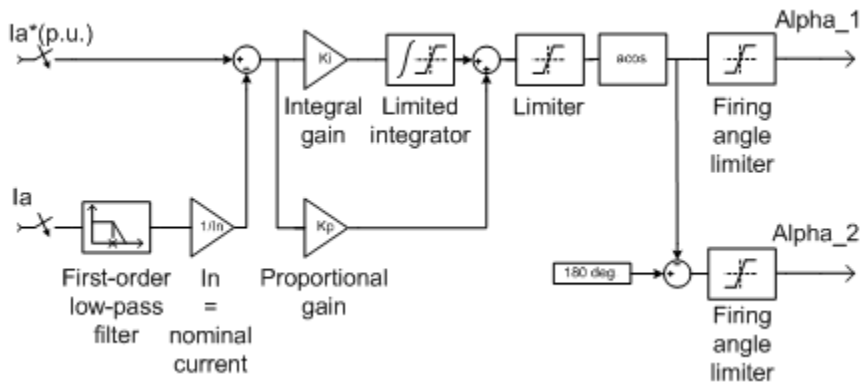 Ia*(p.u.)
Ki
Integral
gain
Limited
integrator
Limiter
acos
Alpha_1
Firing
angle
limiter
Ia
First-order
low-pass
filter
1/In
In
=
nominal
current
Kp
Proportional
gain
180 deg.
Alpha_2
Firing
angle
limiter